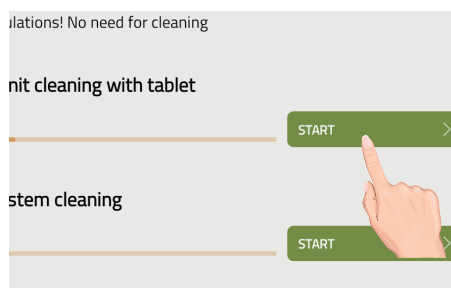 ulations! No need for cleaning
nit cleaning with tablet
START
stem cleaning
START